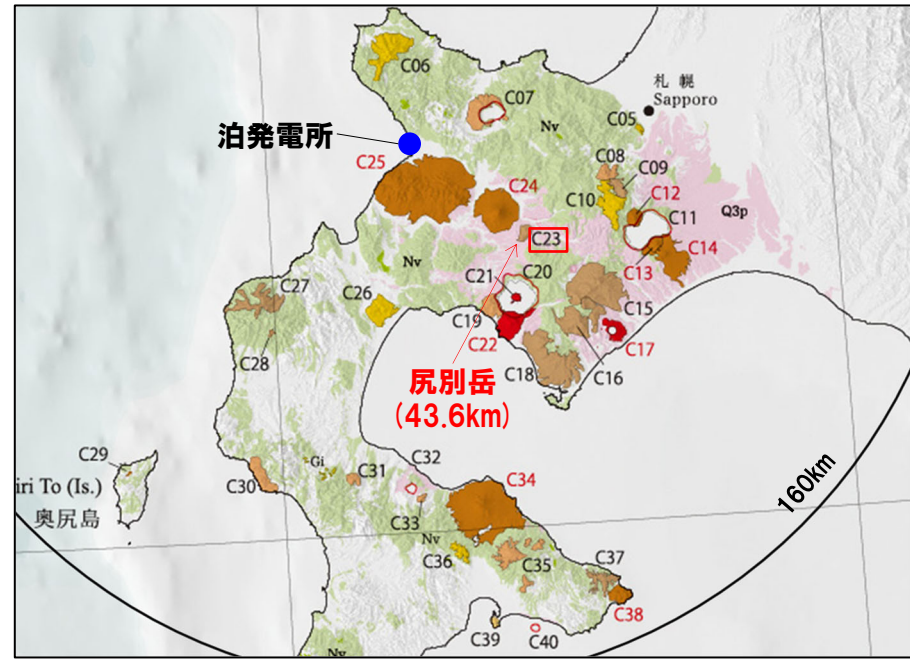 C06
札幌
Sapporo
C07
C05
Nv
泊発電所
C08
C25
C09
C24
C12
C10
C11
Q3p
C23
C14
Nv
C13
C21
C20
C27
C26
C15
C19
C22
C17
C28
C16
C18
尻別岳
(43.6km)
C29
C32
C31
Gi
C34
iri To (Is.)
C30
奥尻島
160km
C33
Nv
C36
C35
C37
C38
C39
C40
Nv